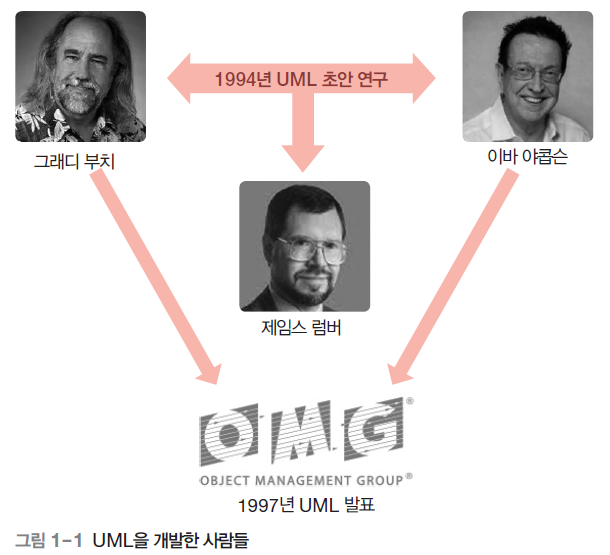 1994년 UML 초안 연구
그래디 부치
이바 야콥슨
제임스 럼버
OMG®
OBJECT MANAGEMENT GROUP®
1997년 UML 발표
그림 1-1 UML을 개발한 사람들